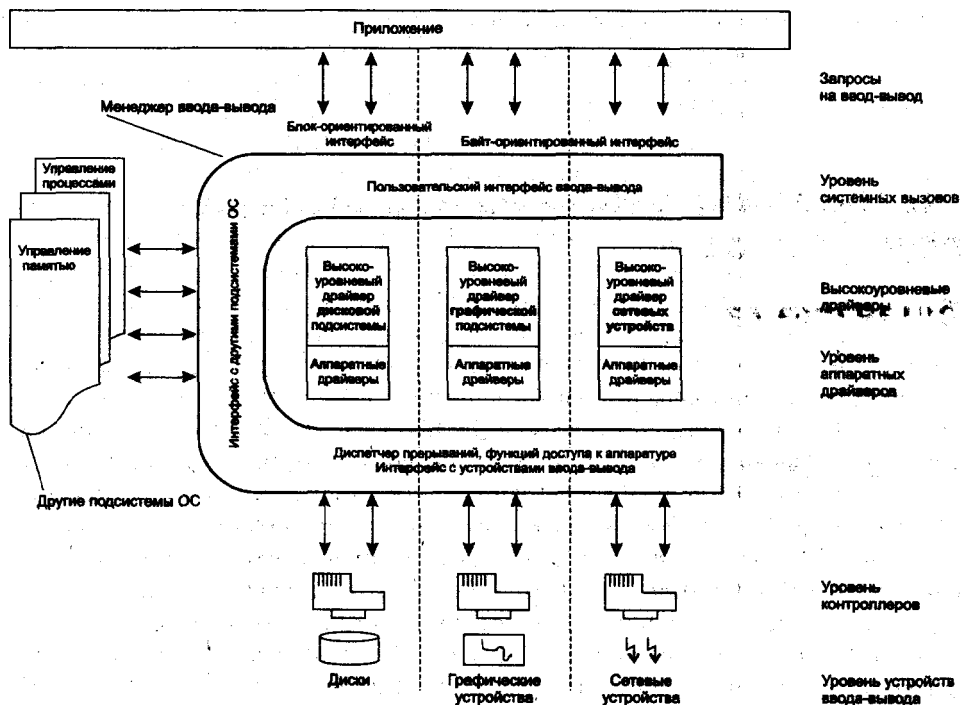 Приложение
Запросы
на ввод-вывод
Менеджер ввода-вывода
Блок-ориентированный
интерфейс
Байт-ориентированный интерфейс
Управление
процессами
Управление
памятью
Пользовательский интерфейс ввода-вывода
Уровень
системных вызовов
Интерфейс с другими подсистемами ОС
Высоко-
уровневый
драйвер
дисковой
подсистемы
Аппаратные
драйверы
Высоко-
уровневый
драйвер
графической
подсистемы
Аппаратные
драйверы
Высоко-
уровневый
драйвер
сетевых
устройств
Аппаратные
драйверы
Высокоуровневые
драйверы
Уровень
аппаратных
драйверов
Диспетчер прерываний, функций доступа к аппаратуре
Интерфейс с устройствами ввода-вывода
Другие подсистемы ОС
Уровень
контроллеров
Диски
Графические
устройства
Сетевые
устройства
Уровень устройств
ввода-вывода